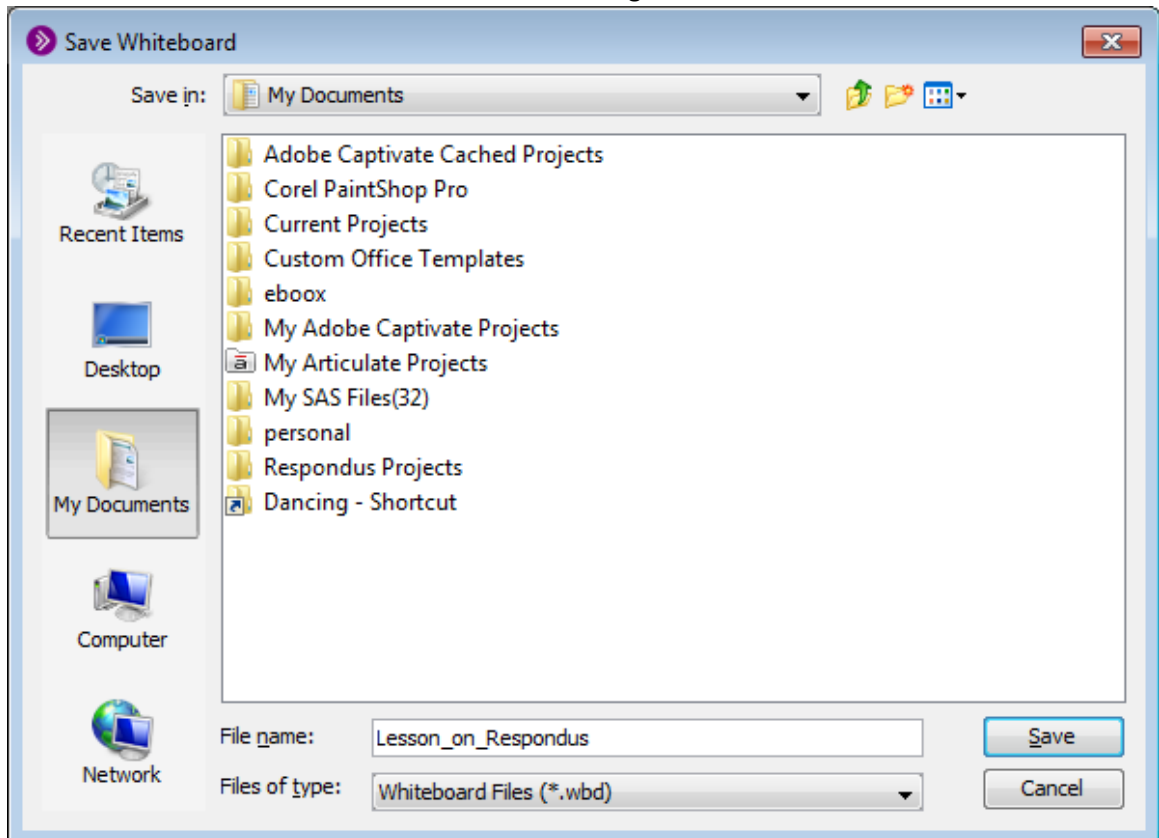 Save Whiteboard
Save in:
My Documents
Recent Items
Desktop
My Documents
Computer
Network
Adobe Captivate Cached Projects
Corel PaintShop Pro
Current Projects
Custom Office Templates
eboox
My Adobe Captivate Projects
My Articulate Projects
My SAS Files(32)
personal
Respondus Projects
Dancing - Shortcut
File name:
Lesson_on_Respondus
Save
Files of type:
Whiteboard Files (*.wbd)
Cancel